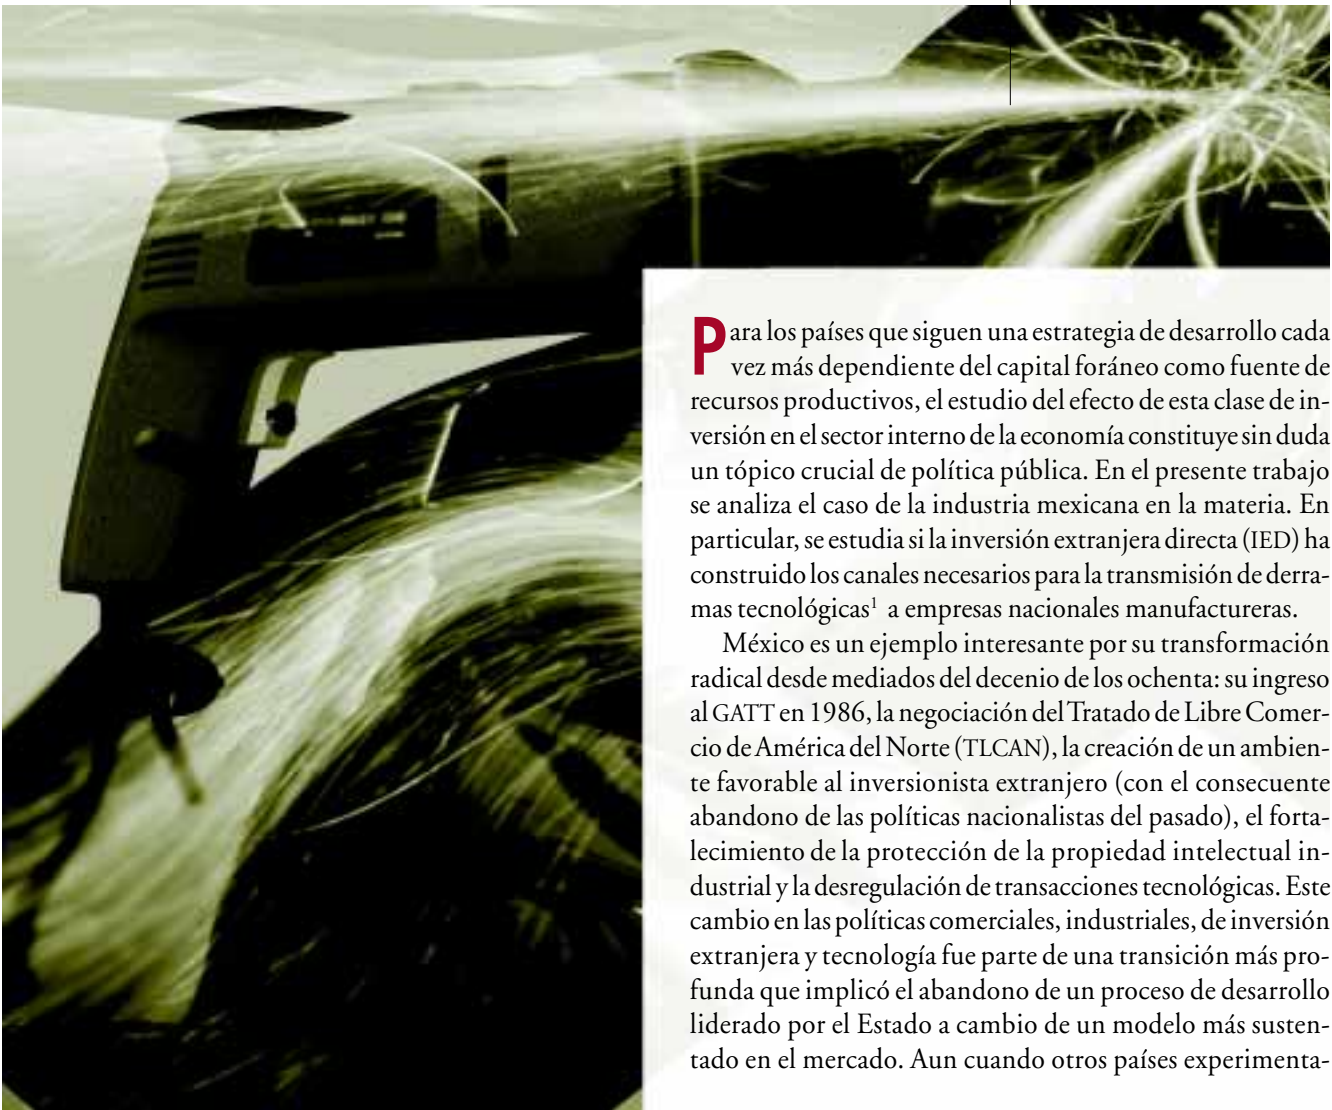 Para los países que siguen una estrategia de desarrollo cada
vez más dependiente del capital foráneo como fuente de
recursos productivos, el estudio del efecto de esta clase de in-
versión en el sector interno de la economía constituye sin duda
un tópico crucial de política pública. En el presente trabajo
se analiza el caso de la industria mexicana en la materia. En
particular, se estudia si la inversión extranjera directa (IED) ha
construido los canales necesarios para la transmisión de derra-
mas tecnológicas¹ a empresas nacionales manufactureras.
México es un ejemplo interesante por su transformación
radical desde mediados del decenio de los ochenta: su ingreso
al GATT en 1986, la negociación del Tratado de Libre Comer-
cio de América del Norte (TLCAN), la creación de un ambien-
te favorable al inversionista extranjero (con el consecuente
abandono de las políticas nacionalistas del pasado), el forta-
lecimiento de la protección de la propiedad intelectual in-
dustrial y la desregulación de transacciones tecnológicas. Este
cambio en las políticas comerciales, industriales, de inversión
extranjera y tecnología fue parte de una transición más pro-
funda que implicó el abandono de un proceso de desarrollo
liderado por el Estado a cambio de un modelo más susten-
tado en el mercado. Aun cuando otros países experimenta-